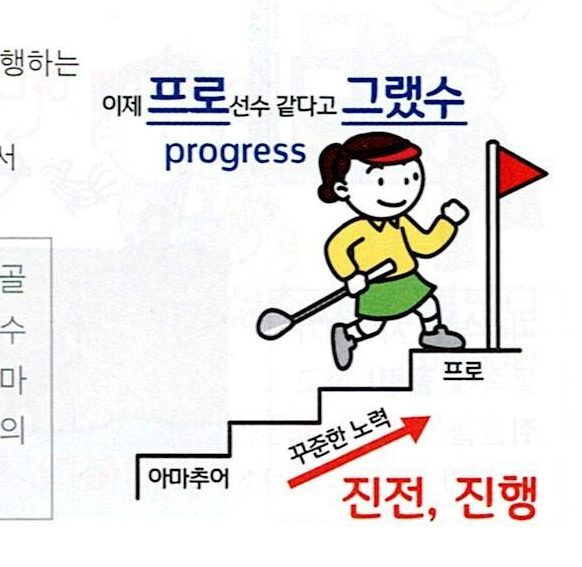 행하는
서
골
수
마
의
이제 프로선수 같다고 그랬수
progress
프로
꾸준한 노력
아마추어
진전, 진행